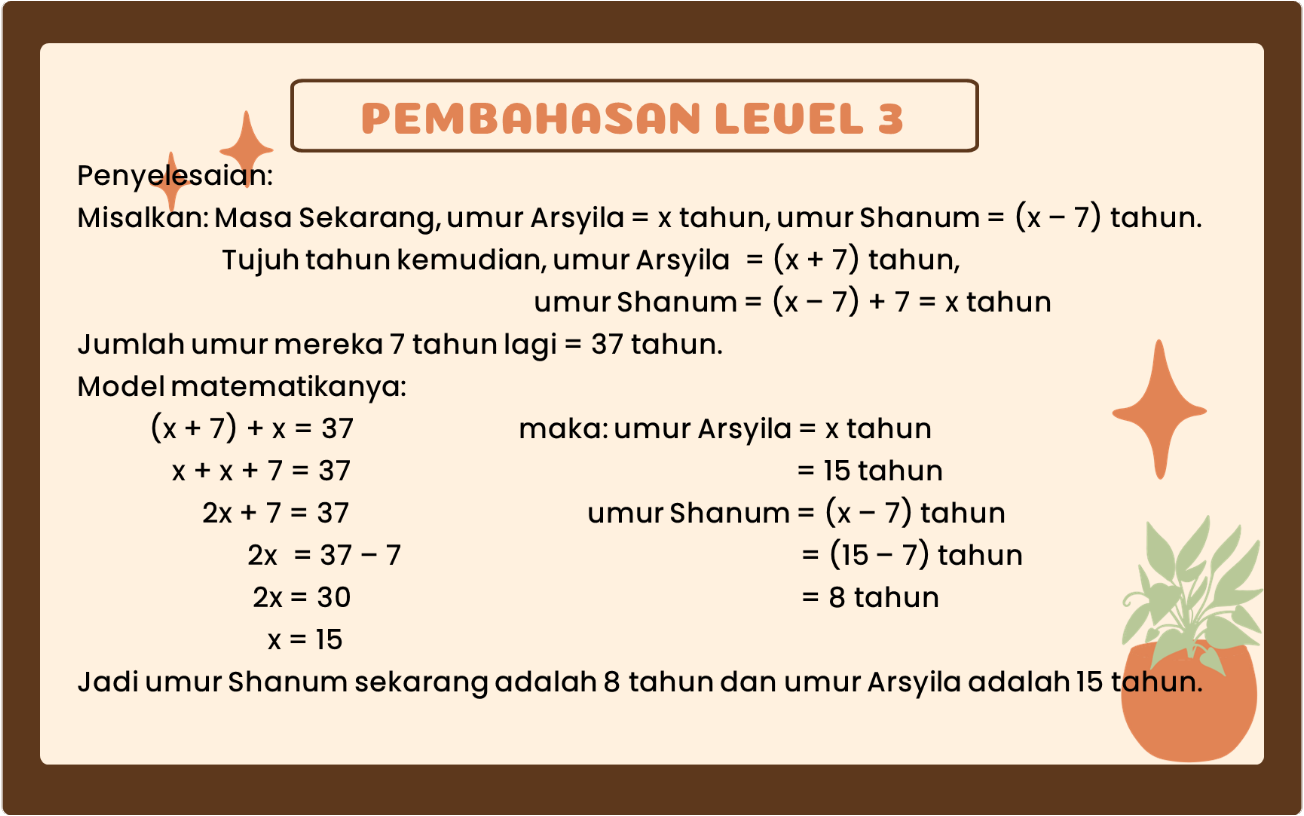 PEMBAHASAN LEVEL 3
Penyelesaian:
Misalkan: Masa Sekarang, umur Arsyila = x tahun, umur Shanum = (x – 7) tahun.
Tujuh tahun kemudian, umur Arsyila = (x + 7) tahun,
umur Shanum = (x – 7) + 7 = x tahun
Jumlah umur mereka 7 tahun lagi = 37 tahun.
Model matematikanya:
(x + 7) + x = 37
x + x + 7 = 37
2x + 7 = 37
2x = 37 – 7
2x = 30
x = 15
maka: umur Arsyila = x tahun
= 15 tahun
umur Shanum = (x – 7) tahun
= (15 – 7) tahun
= 8 tahun
Jadi umur Shanum sekarang adalah 8 tahun dan umur Arsyila adalah 15 tahun.